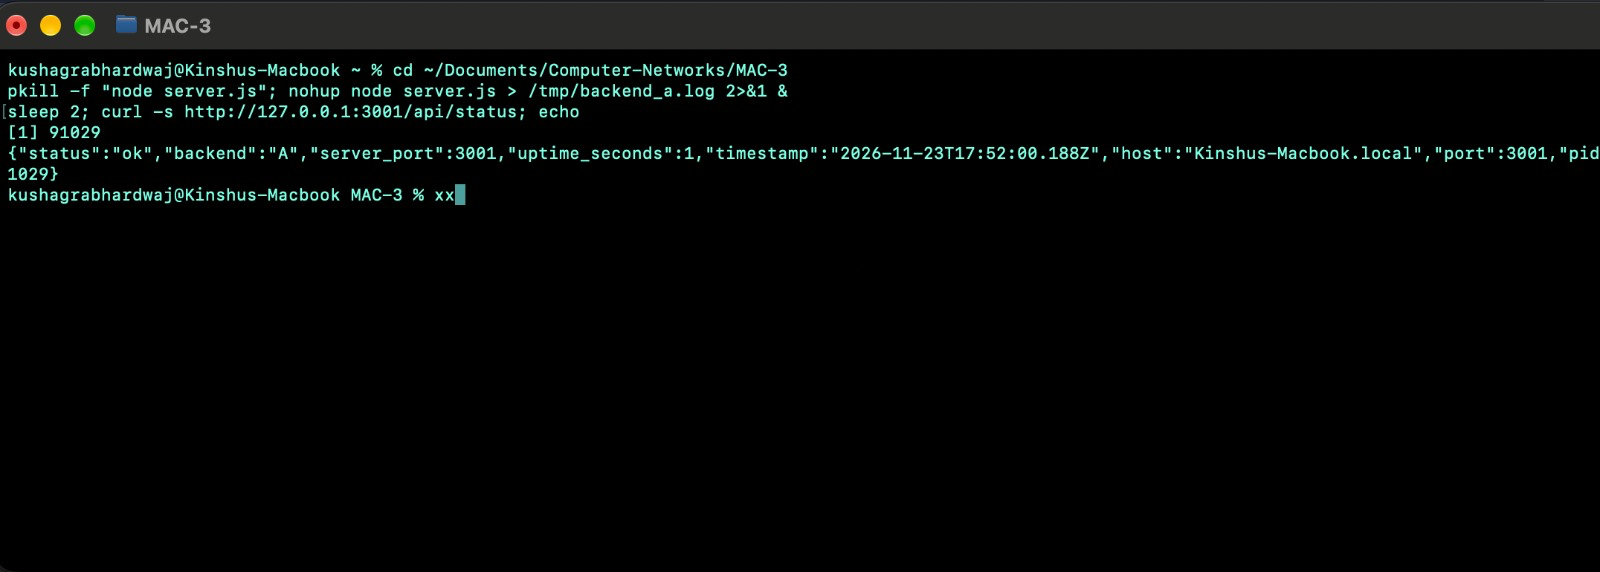 MAC-3
kushagrabhardwaj@Kinshus-Macbook ~ % cd ~/Documents/Computer-Networks/MAC-3
pkill -f "node server.js"; nohup node server.js > /tmp/backend_a.log 2>&1 &
sleep 2; curl -s http://127.0.0.1:3001/api/status; echo
[1] 91029
{"status":"ok","backend":"A","server_port":3001,"uptime_seconds":1,"timestamp":"2026-11-23T17:52:00.188Z","host":"Kinshus-Macbook.local","port":3001,"pid
1029}
kushagrabhardwaj@Kinshus-Macbook MAC-3 % xx